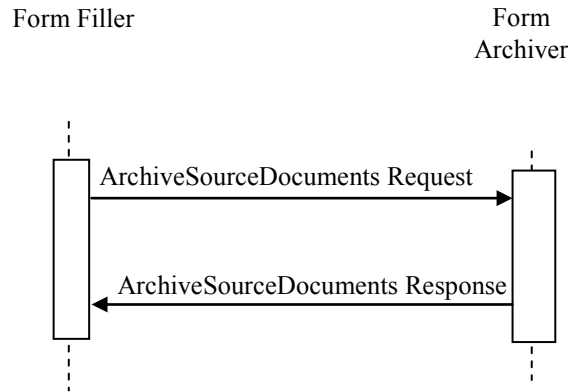 Form Filler
Form
Archiver
ArchiveSourceDocuments Request
ArchiveSourceDocuments Response